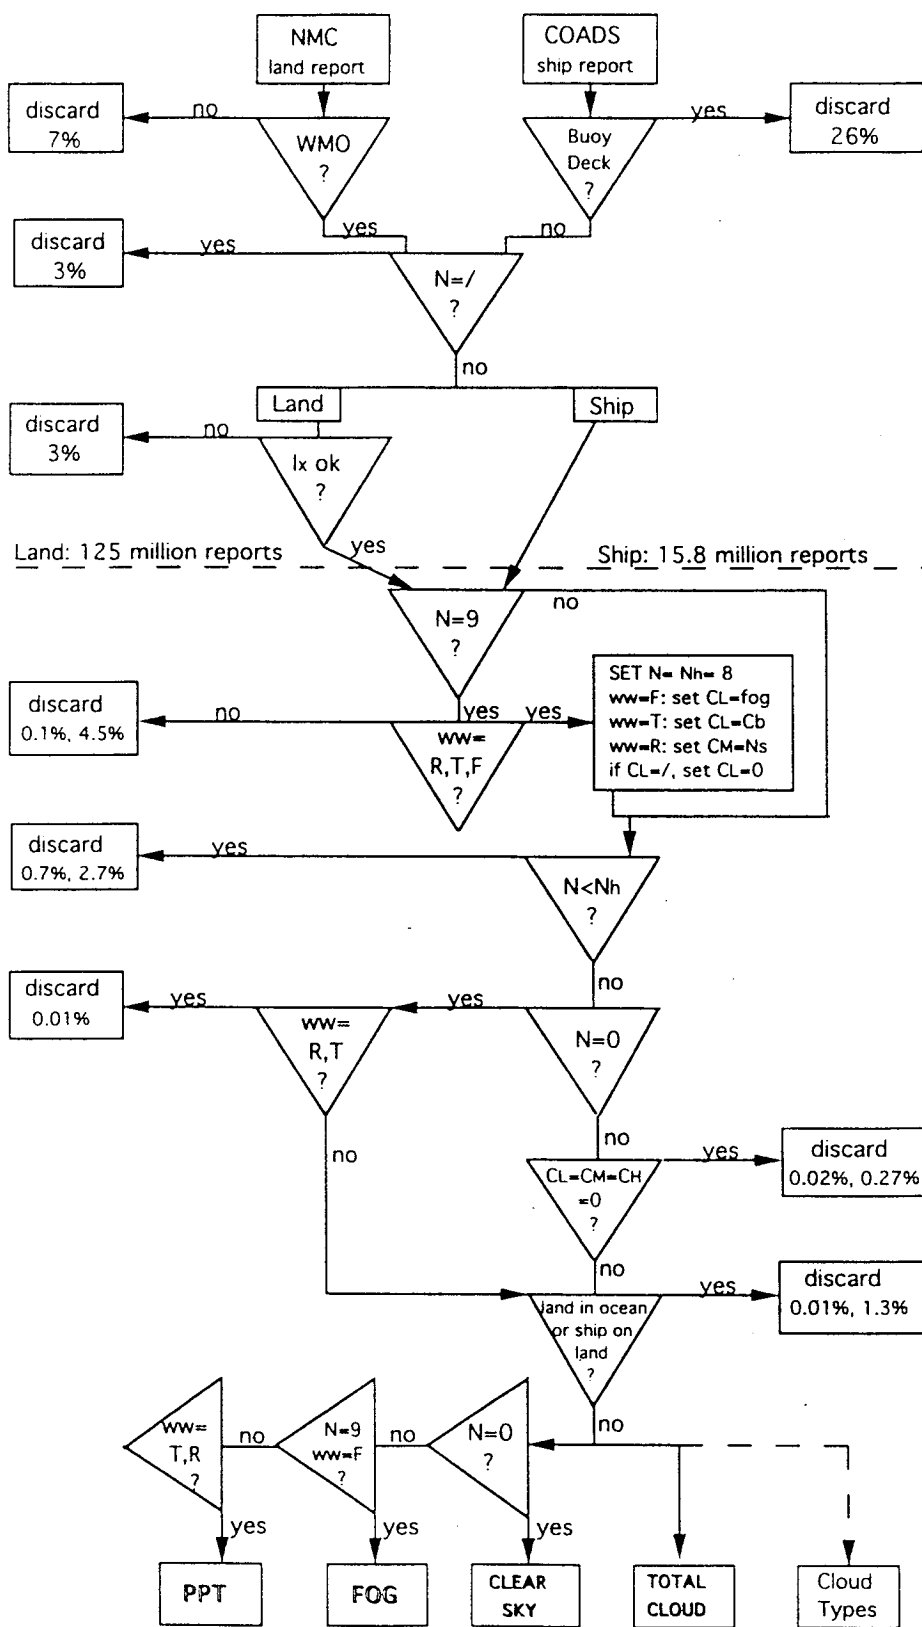 NMC
land report
COADS
ship report
discard
7%
no
WMO
?
Buoy
Deck
?
yes
discard
26%
yes
no
discard
3%
yes
N=/
?
no
Land
Ship
discard
3%
no
Ix ok
?
yes
Land: 125 million reports
Ship: 15.8 million reports
N=9
?
no
yes
discard
0.1%, 4.5%
no
ww=
R,T,F
?
yes
SET N= Nh= 8
ww=F: set CL=fog
ww=T: set CL=Cb
ww=R: set CM=Ns
if CL=/, set CL=0
discard
0.7%, 2.7%
yes
N<Nh
?
no
discard
0.01%
yes
ww=
R,T
?
yes
N=0
?
no
no
CL=CM=CH
=0
?
yes
discard
0.02%, 0.27%
no
land in ocean
or ship on
land
?
yes
discard
0.01%, 1.3%
no
ww=
T,R
?
no
N=9
ww=F
?
no
N=0
?
yes
yes
yes
PPT
FOG
CLEAR
SKY
TOTAL
CLOUD
Cloud
Types